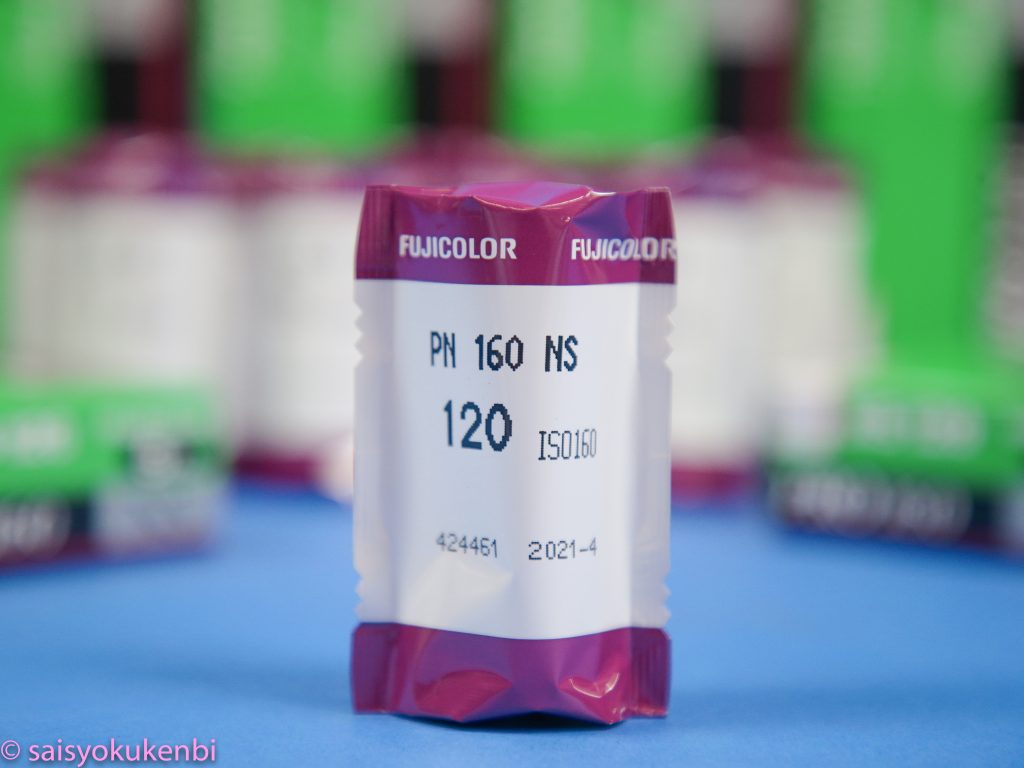 FUJICOLOR FUJICOLOR
PN 160 NS
120 ISO160
424461 2021-4
© saisyokukenbi